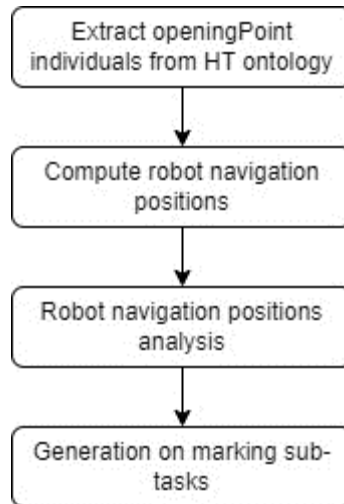 Extract openingPoint
individuals from HT ontology
Compute robot navigation
positions
Robot navigation positions
analysis
Generation on marking sub-
tasks